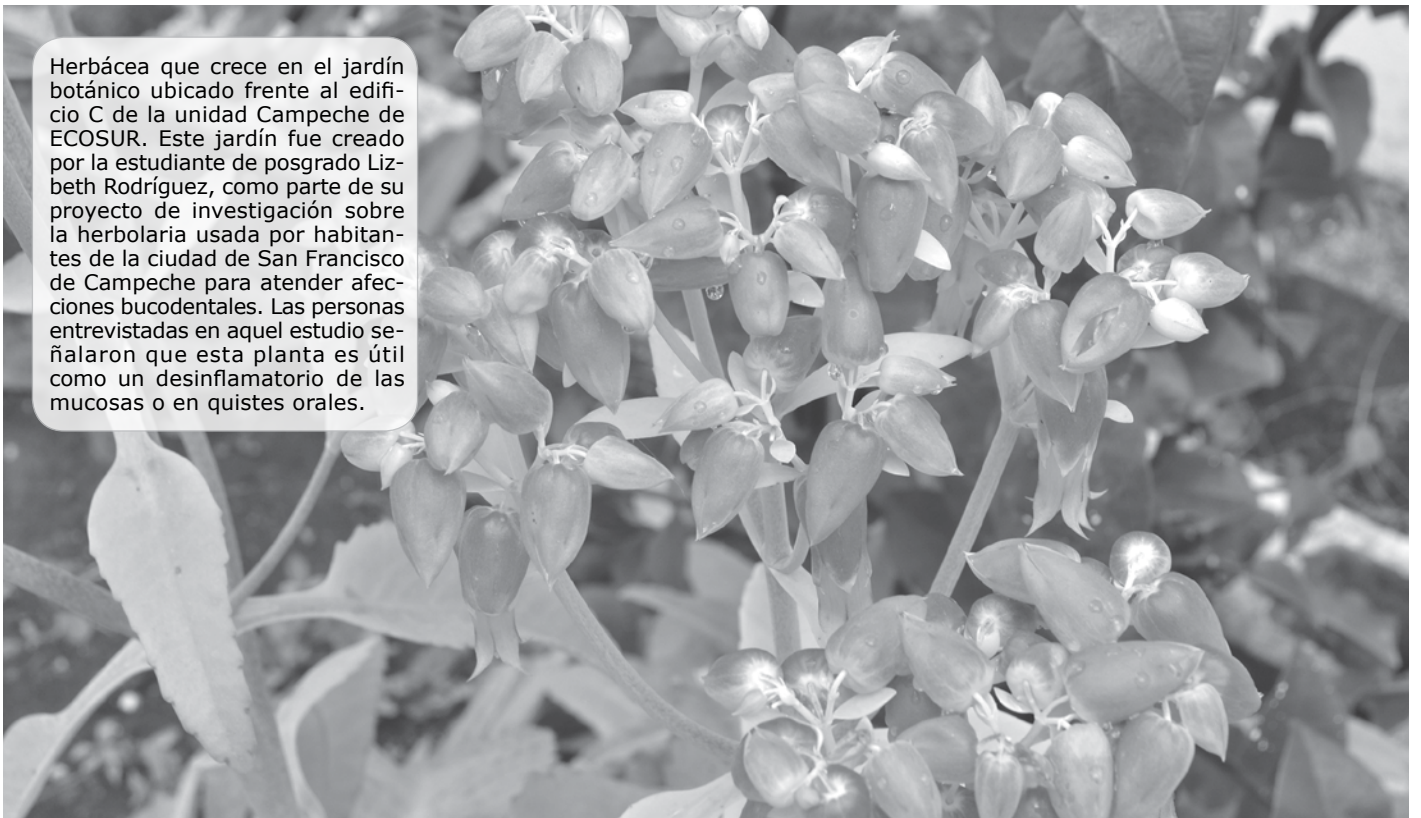 Herbácea que crece en el jardín
botánico ubicado frente al edifi-
cio C de la unidad Campeche de
ECOSUR. Este jardín fue creado
por la estudiante de posgrado Liz-
beth Rodríguez, como parte de su
proyecto de investigación sobre
la herbolaria usada por habitan-
tes de la ciudad de San Francisco
de Campeche para atender afec-
ciones bucodentales. Las personas
entrevistadas en aquel estudio se-
ñalaron que esta planta es útil
como un desinflamatorio de las
mucosas o en quistes orales.